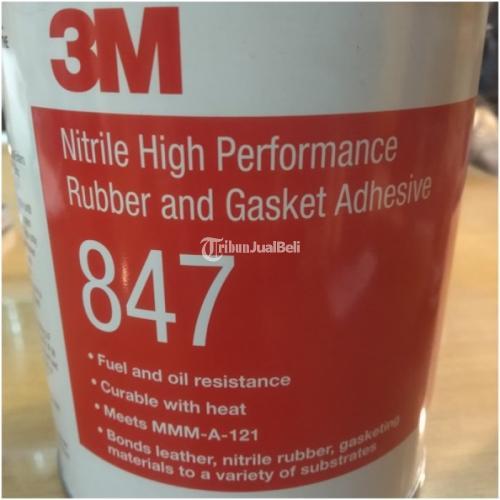 3M
Nitrile High Performance
Rubber and Gasket Adhesive
TribunJualBeli
847
• Fuel and oil resistance
• Curable with heat
• Meets MMM-A-121
• Bonds leather, nitrile rubber, gasketing
materials to a variety of substrates